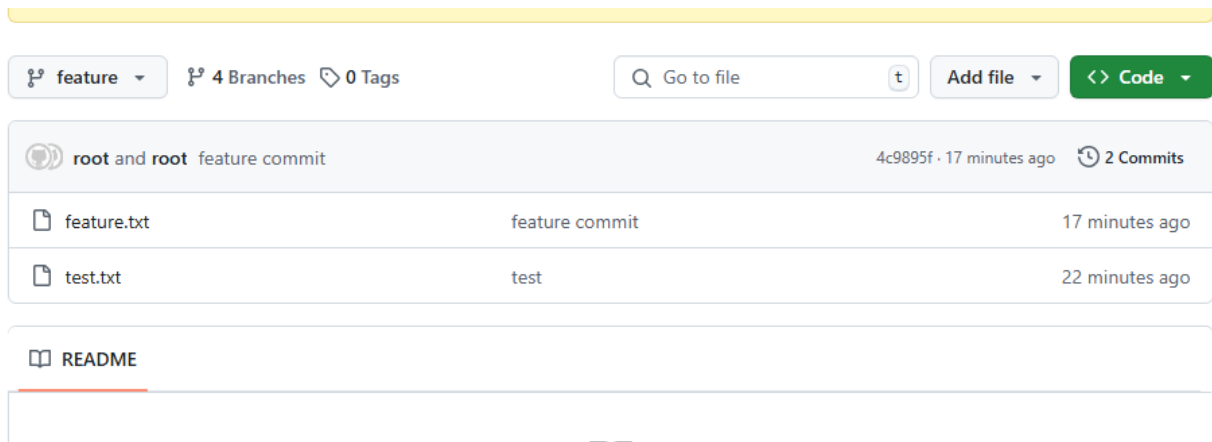 feature 4 Branches 0 Tags Go to file t Add file Code
root and root feature commit 4c9895f · 17 minutes ago 2 Commits
feature.txt feature commit 17 minutes ago
test.txt test 22 minutes ago
README